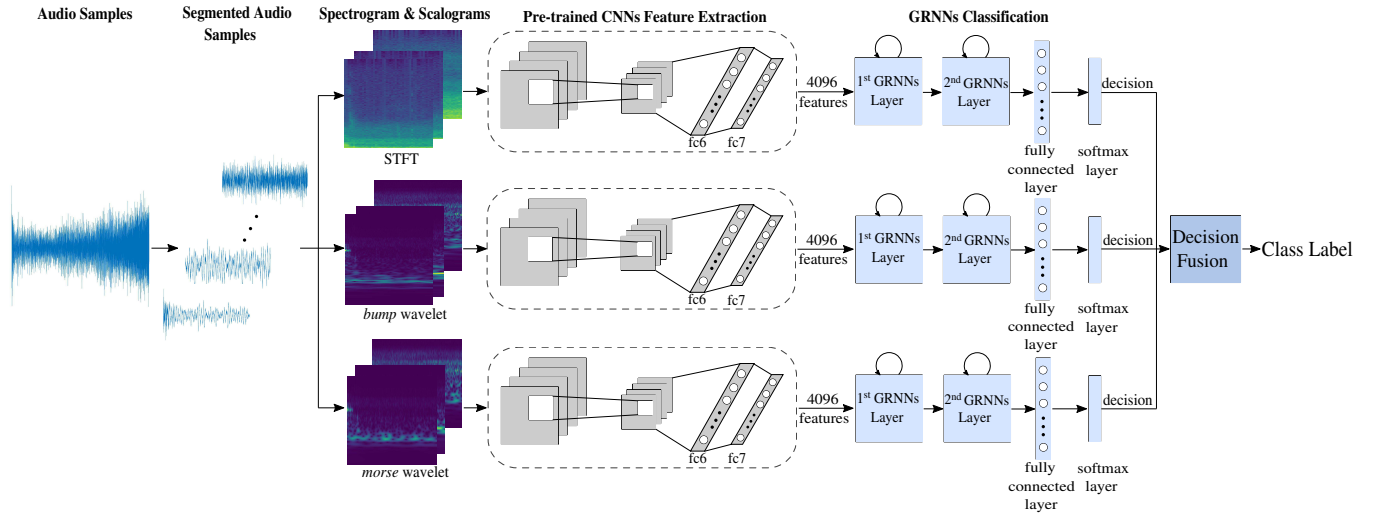 Audio Samples
Segmented Audio
Samples
Spectrogram & Scalograms
Pre-trained CNNs Feature Extraction
GRNNs Classification
STFT
fc6
fc7
4096
features
1st GRNNs
Layer
2nd GRNNs
Layer
fully
connected
layer
softmax
layer
decision
bump wavelet
fc6
fc7
4096
features
1st GRNNs
Layer
2nd GRNNs
Layer
fully
connected
layer
softmax
layer
decision
morse wavelet
fc6
fc7
4096
features
1st GRNNs
Layer
2nd GRNNs
Layer
fully
connected
layer
softmax
layer
decision
Decision
Fusion
Class Label